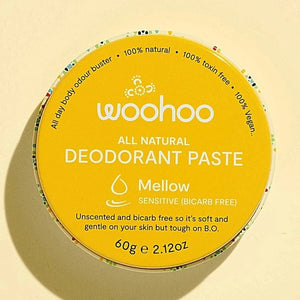 All day body odour buster • 100% natural • 100% toxin free • 100% Vegan.
woohoo
ALL NATURAL
DEODORANT PASTE
Mellow
SENSITIVE (BICARB FREE)
Unscented and bicarb free so it's soft and
gentle on your skin but tough on B.O.
60g e 2.12oz